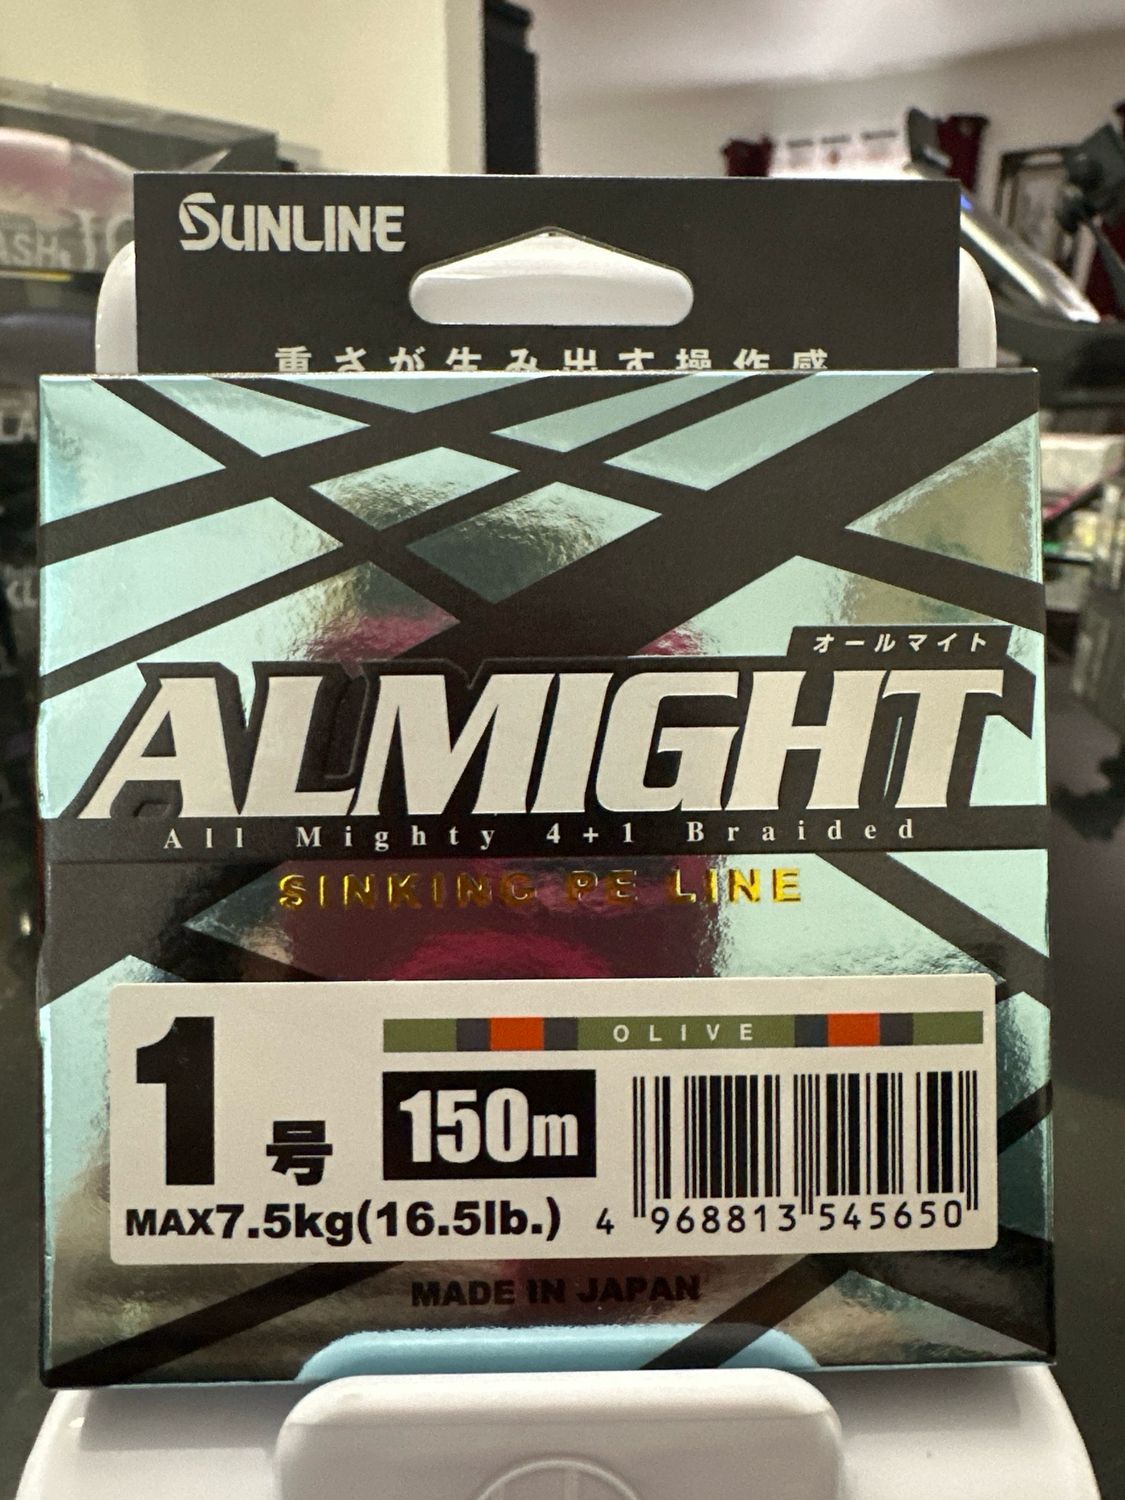 SUNLINE
重さが生み出す操作感
オールマイト
ALMIGHT
All Mighty 4+1 Braided
SINKING PE LINE
1号
OLIVE
150m
MAX7.5kg(16.5lb.)
4 968813 545650
MADE IN JAPAN